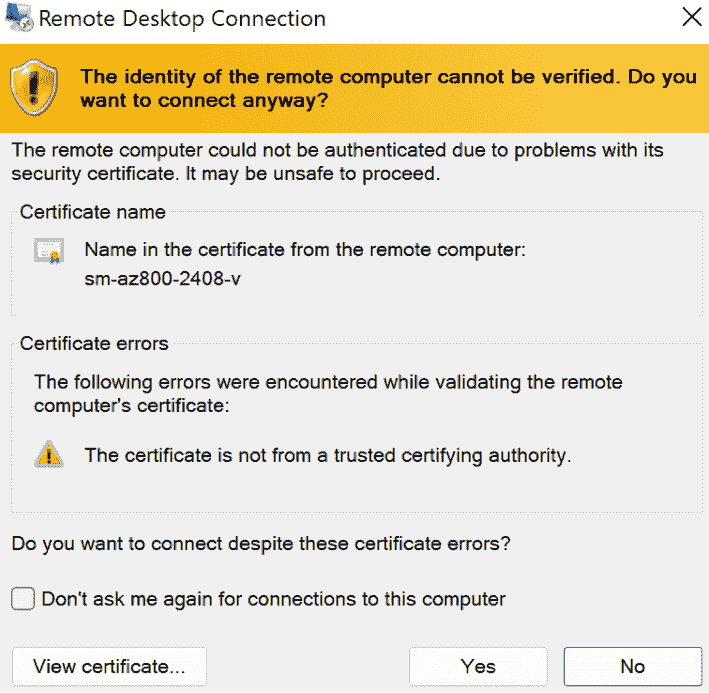 Remote Desktop Connection
The identity of the remote computer cannot be verified. Do you
want to connect anyway?
The remote computer could not be authenticated due to problems with its
security certificate. It may be unsafe to proceed.
Certificate name
Name in the certificate from the remote computer:
sm-az800-2408-v
Certificate errors
The following errors were encountered while validating the remote
computer's certificate:
The certificate is not from a trusted certifying authority.
Do you want to connect despite these certificate errors?
Don't ask me again for connections to this computer
View certificate...
Yes
No